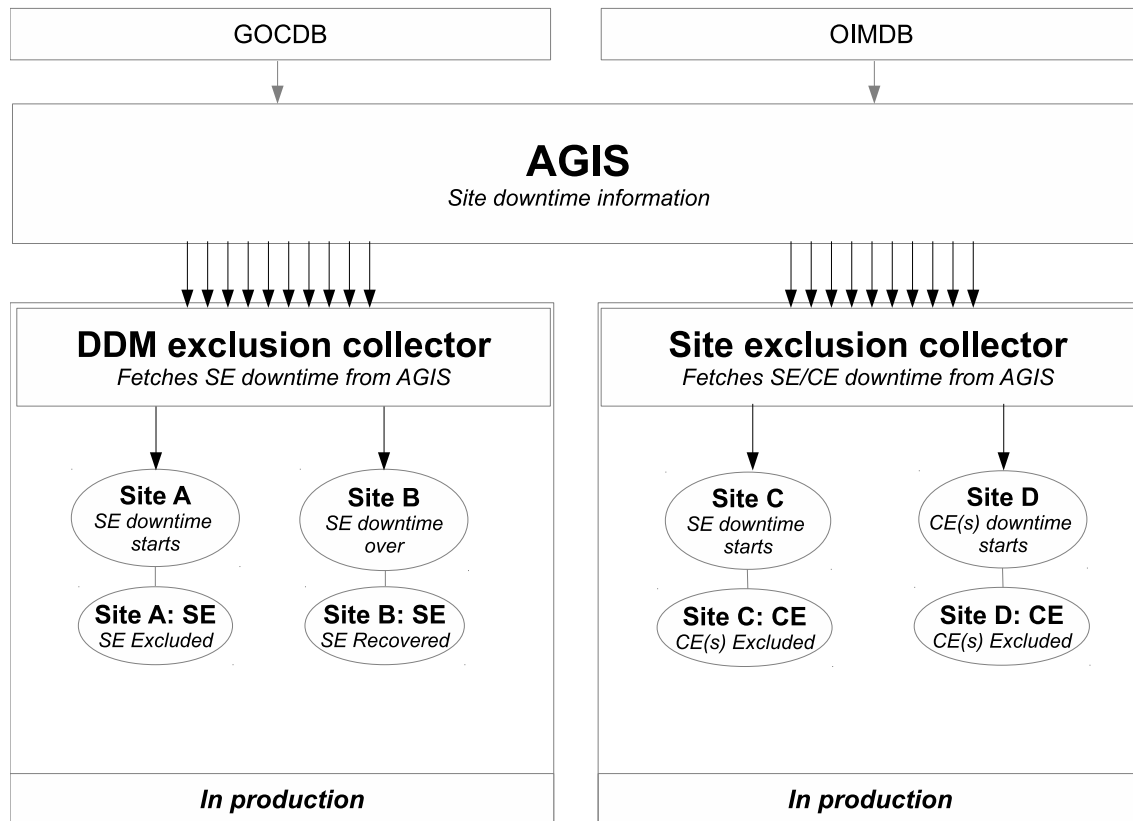 GOCDB
OIMDB
AGIS
Site downtime information
DDM exclusion collector
Fetches SE downtime from AGIS
Site A
SE downtime
starts
Site B
SE downtime
over
Site A: SE
SE Excluded
Site B: SE
SE Recovered
In production
Site exclusion collector
Fetches SE/CE downtime from AGIS
Site C
SE downtime
starts
Site D
CE(s) downtime
starts
Site C: CE
CE(s) Excluded
Site D: CE
CE(s) Excluded
In production